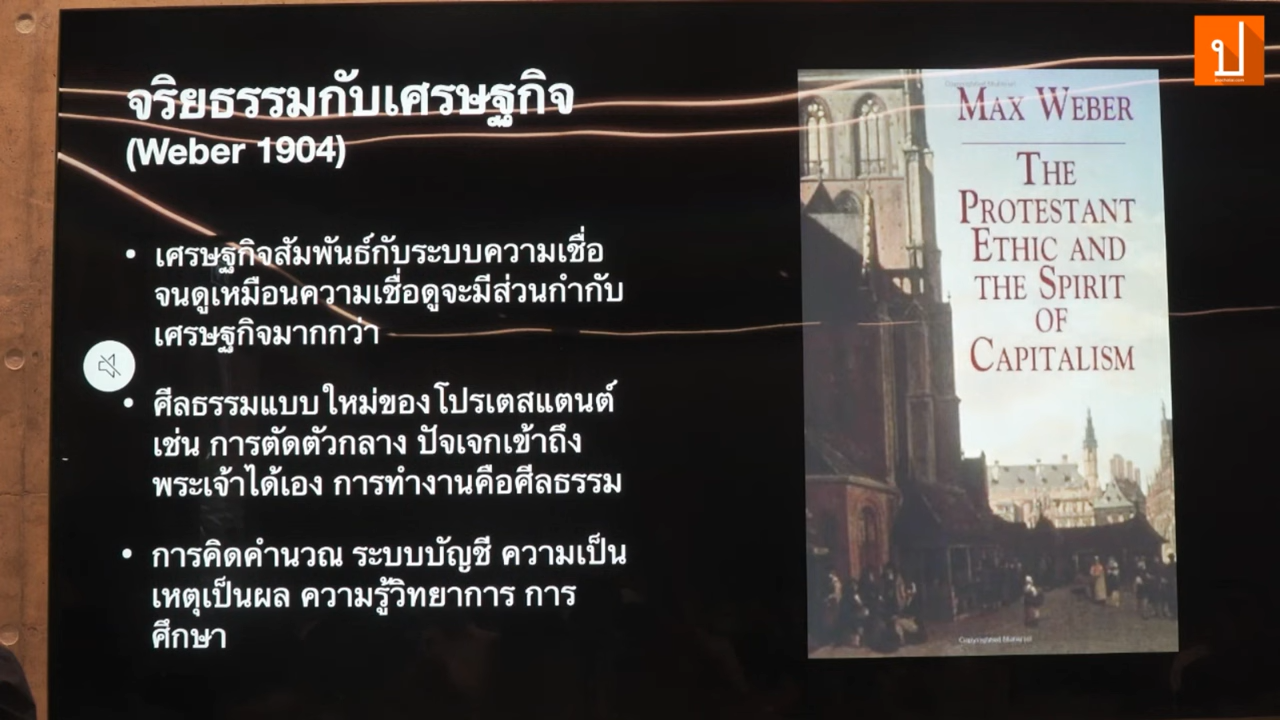 จริยธรรมกับเศรษฐกิจ
(Weber 1904)
• เศรษฐกิจสัมพันธ์กับระบบความเชื่อ
จนดูเหมือนความเชื่อดูจะมีส่วนกำกับ
เศรษฐกิจมากกว่า
• ศีลธรรมแบบใหม่ของโปรเตสแตนต์
เช่น การตัดตัวกลาง ปัจเจกเข้าถึง
พระเจ้าได้เอง การทำงานคือศีลธรรม
• การคิดคำนวณ ระบบบัญชี ความเป็น
เหตุเป็นผล ความรู้วิทยาการ การ
ศึกษา
Copyrighted Material
MAX WEBER
THE
PROTESTANT
ETHIC AND
THE SPIRIT
OF
CAPITALISM
Copyrighted Material
ป